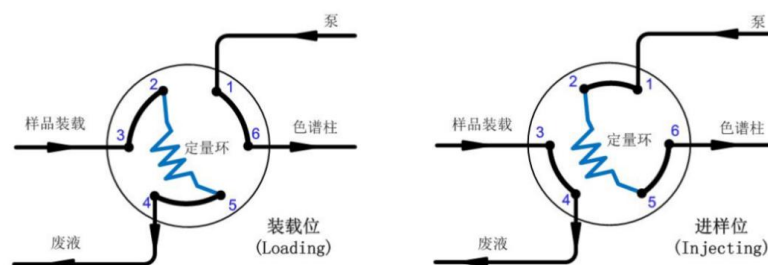 泵
2
1
样品装载
3
定量环
6
色谱柱
4
5
废液
装载位
(Loading)
泵
2
1
样品装载
3
定量环
6
色谱柱
4
5
废液
进样位
(Injecting)